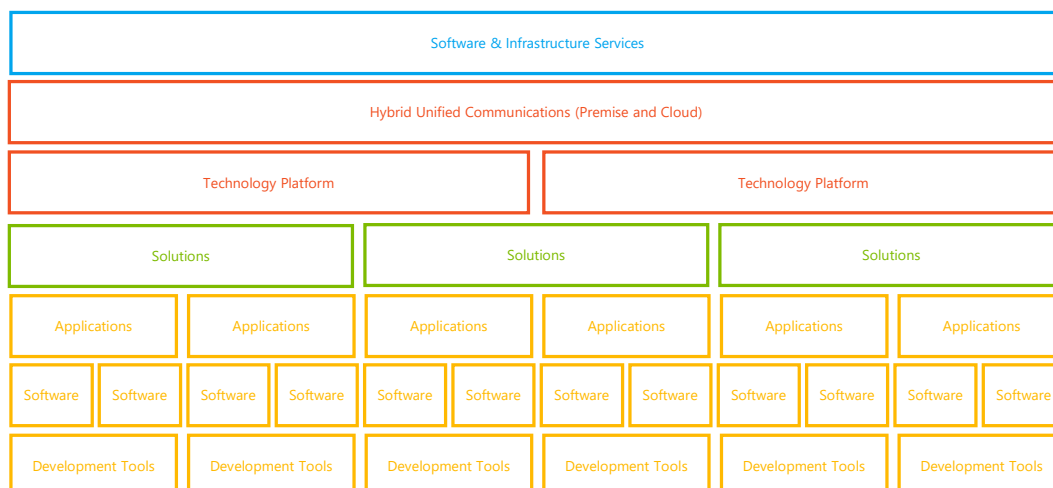 Software & Infrastructure Services
Hybrid Unified Communications (Premise and Cloud)
Technology Platform Technology Platform
Solutions Solutions Solutions
Applications Applications Applications Applications Applications Applications
Software Software Software Software Software Software Software Software Software Software Software Software
Development Tools Development Tools Development Tools Development Tools Development Tools Development Tools